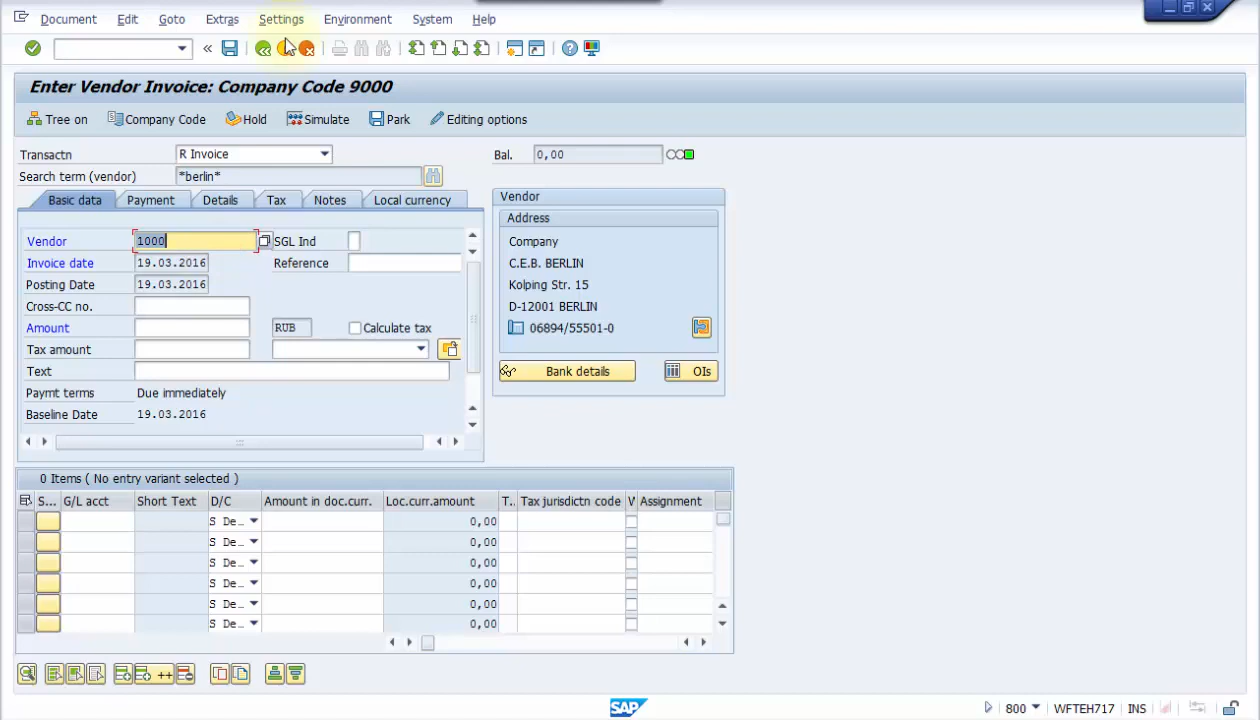 Document Edit Goto Extras Settings Environment System Help
Enter Vendor Invoice: Company Code 9000
Tree on Company Code Hold Simulate Park Editing options
Transactn R Invoice Bal. 0,00
Search term (vendor) *berlin*
Basic data Payment Details Tax Notes Local currency
Vendor
Address
Vendor 1000 SGL Ind
Company
Invoice date 19.03.2016 Reference
C.E.B. BERLIN
Posting Date 19.03.2016
Kolping Str. 15
Cross-CC no.
D-12001 BERLIN
Amount RUB Calculate tax
06894/55501-0
Tax amount
Text
Bank details OIs
Paymt terms Due immediately
Baseline Date 19.03.2016
0 Items ( No entry variant selected )
S... G/L acct Short Text D/C Amount in doc.curr. Loc.curr.amount T.. Tax jurisdictn code W Assignment
S De... 0,00
S De... 0,00
S De... 0,00
S De... 0,00
S De... 0,00
S De... 0,00
SAP 800 WFTEH717 INS